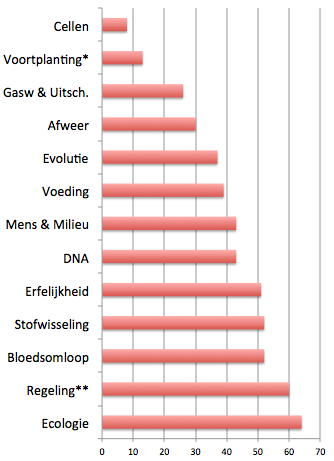 Cellen
Voortplanting*
Gasw & Uitsch.
Afweer
Evolutie
Voeding
Mens & Milieu
DNA
Erfelijkheid
Stofwisseling
Bloedsomloop
Regeling**
Ecologie
0 10 20 30 40 50 60 70